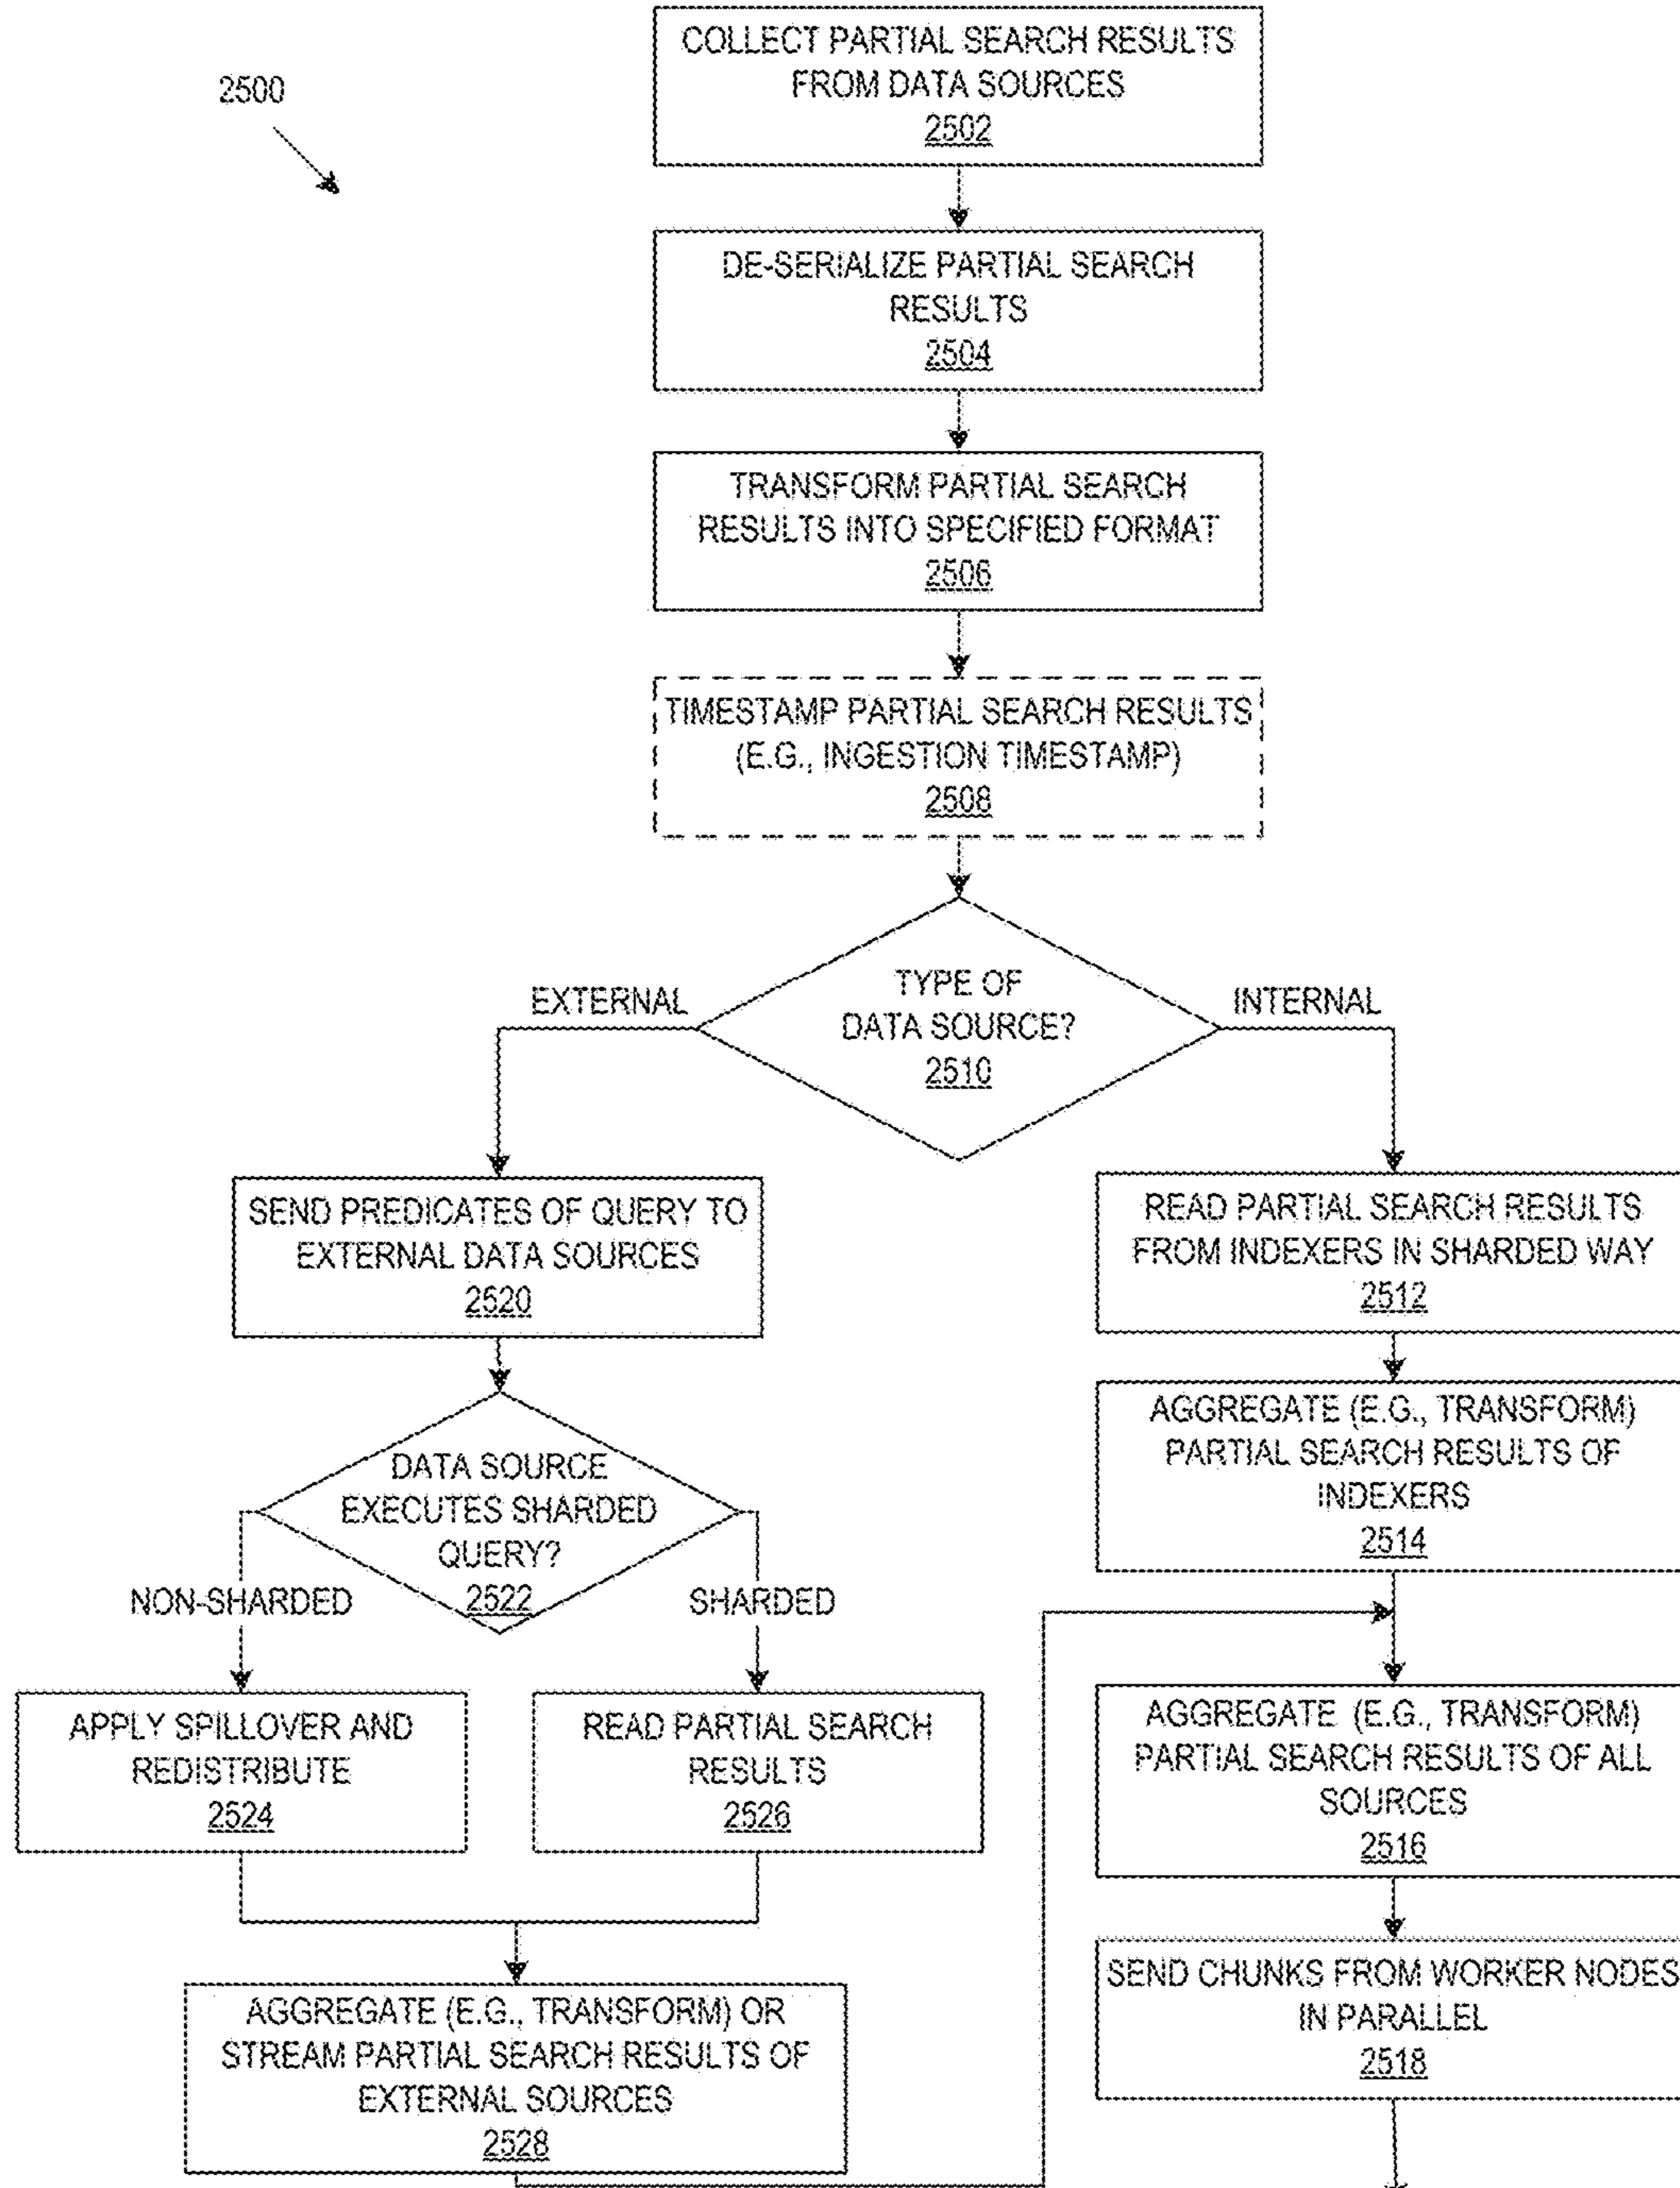 2500
COLLECT PARTIAL SEARCH RESULTS
FROM DATA SOURCES
2502
DE-SERIALIZE PARTIAL SEARCH
RESULTS
2504
TRANSFORM PARTIAL SEARCH
RESULTS INTO SPECIFIED FORMAT
2506
TIMESTAMP PARTIAL SEARCH RESULTS
(E.G., INGESTION TIMESTAMP)
2508
TYPE OF
DATA SOURCE?
2510
EXTERNAL
INTERNAL
SEND PREDICATES OF QUERY TO
EXTERNAL DATA SOURCES
2520
READ PARTIAL SEARCH RESULTS
FROM INDEXERS IN SHARDED WAY
2512
DATA SOURCE
EXECUTES SHARDED
QUERY?
2522
NON-SHARDED
SHARDED
AGGREGATE (E.G., TRANSFORM)
PARTIAL SEARCH RESULTS OF
INDEXERS
2514
APPLY SPILLOVER AND
REDISTRIBUTE
2524
READ PARTIAL SEARCH
RESULTS
2526
AGGREGATE (E.G., TRANSFORM)
PARTIAL SEARCH RESULTS OF ALL
SOURCES
2516
AGGREGATE (E.G., TRANSFORM) OR
STREAM PARTIAL SEARCH RESULTS OF
EXTERNAL SOURCES
2528
SEND CHUNKS FROM WORKER NODES
IN PARALLEL
2518